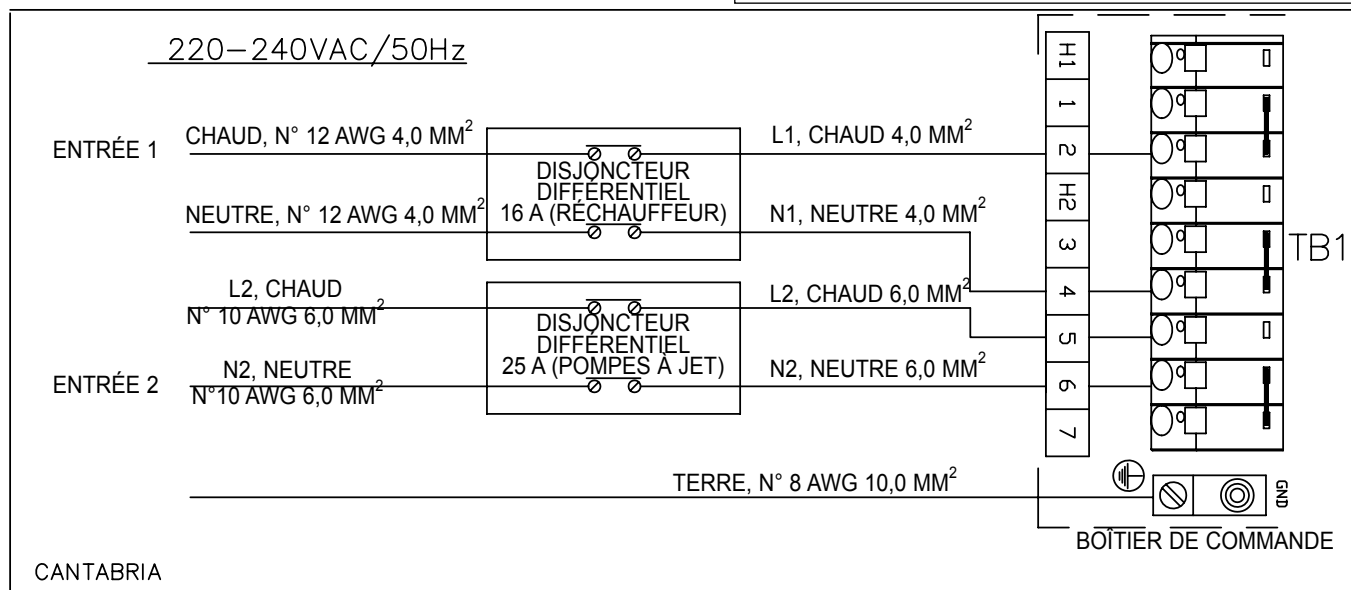 220-240VAC/50Hz
ENTRÉE 1
CHAUD, N° 12 AWG 4,0 MM²
L1, CHAUD 4,0 MM²
DISJONCTEUR
DIFFÉRENTIEL
16 A (RÉCHAUFFEUR)
NEUTRE, N° 12 AWG 4,0 MM²
N1, NEUTRE 4,0 MM²
L2, CHAUD
N° 10 AWG 6,0 MM²
L2, CHAUD 6,0 MM²
DISJONCTEUR
DIFFÉRENTIEL
25 A (POMPES À JET)
ENTRÉE 2
N2, NEUTRE
N°10 AWG 6,0 MM²
N2, NEUTRE 6,0 MM²
H1
1
2
H2
3
4
5
6
7
TB1
TERRE, N° 8 AWG 10,0 MM²
GND
BOÎTIER DE COMMANDE
CANTABRIA